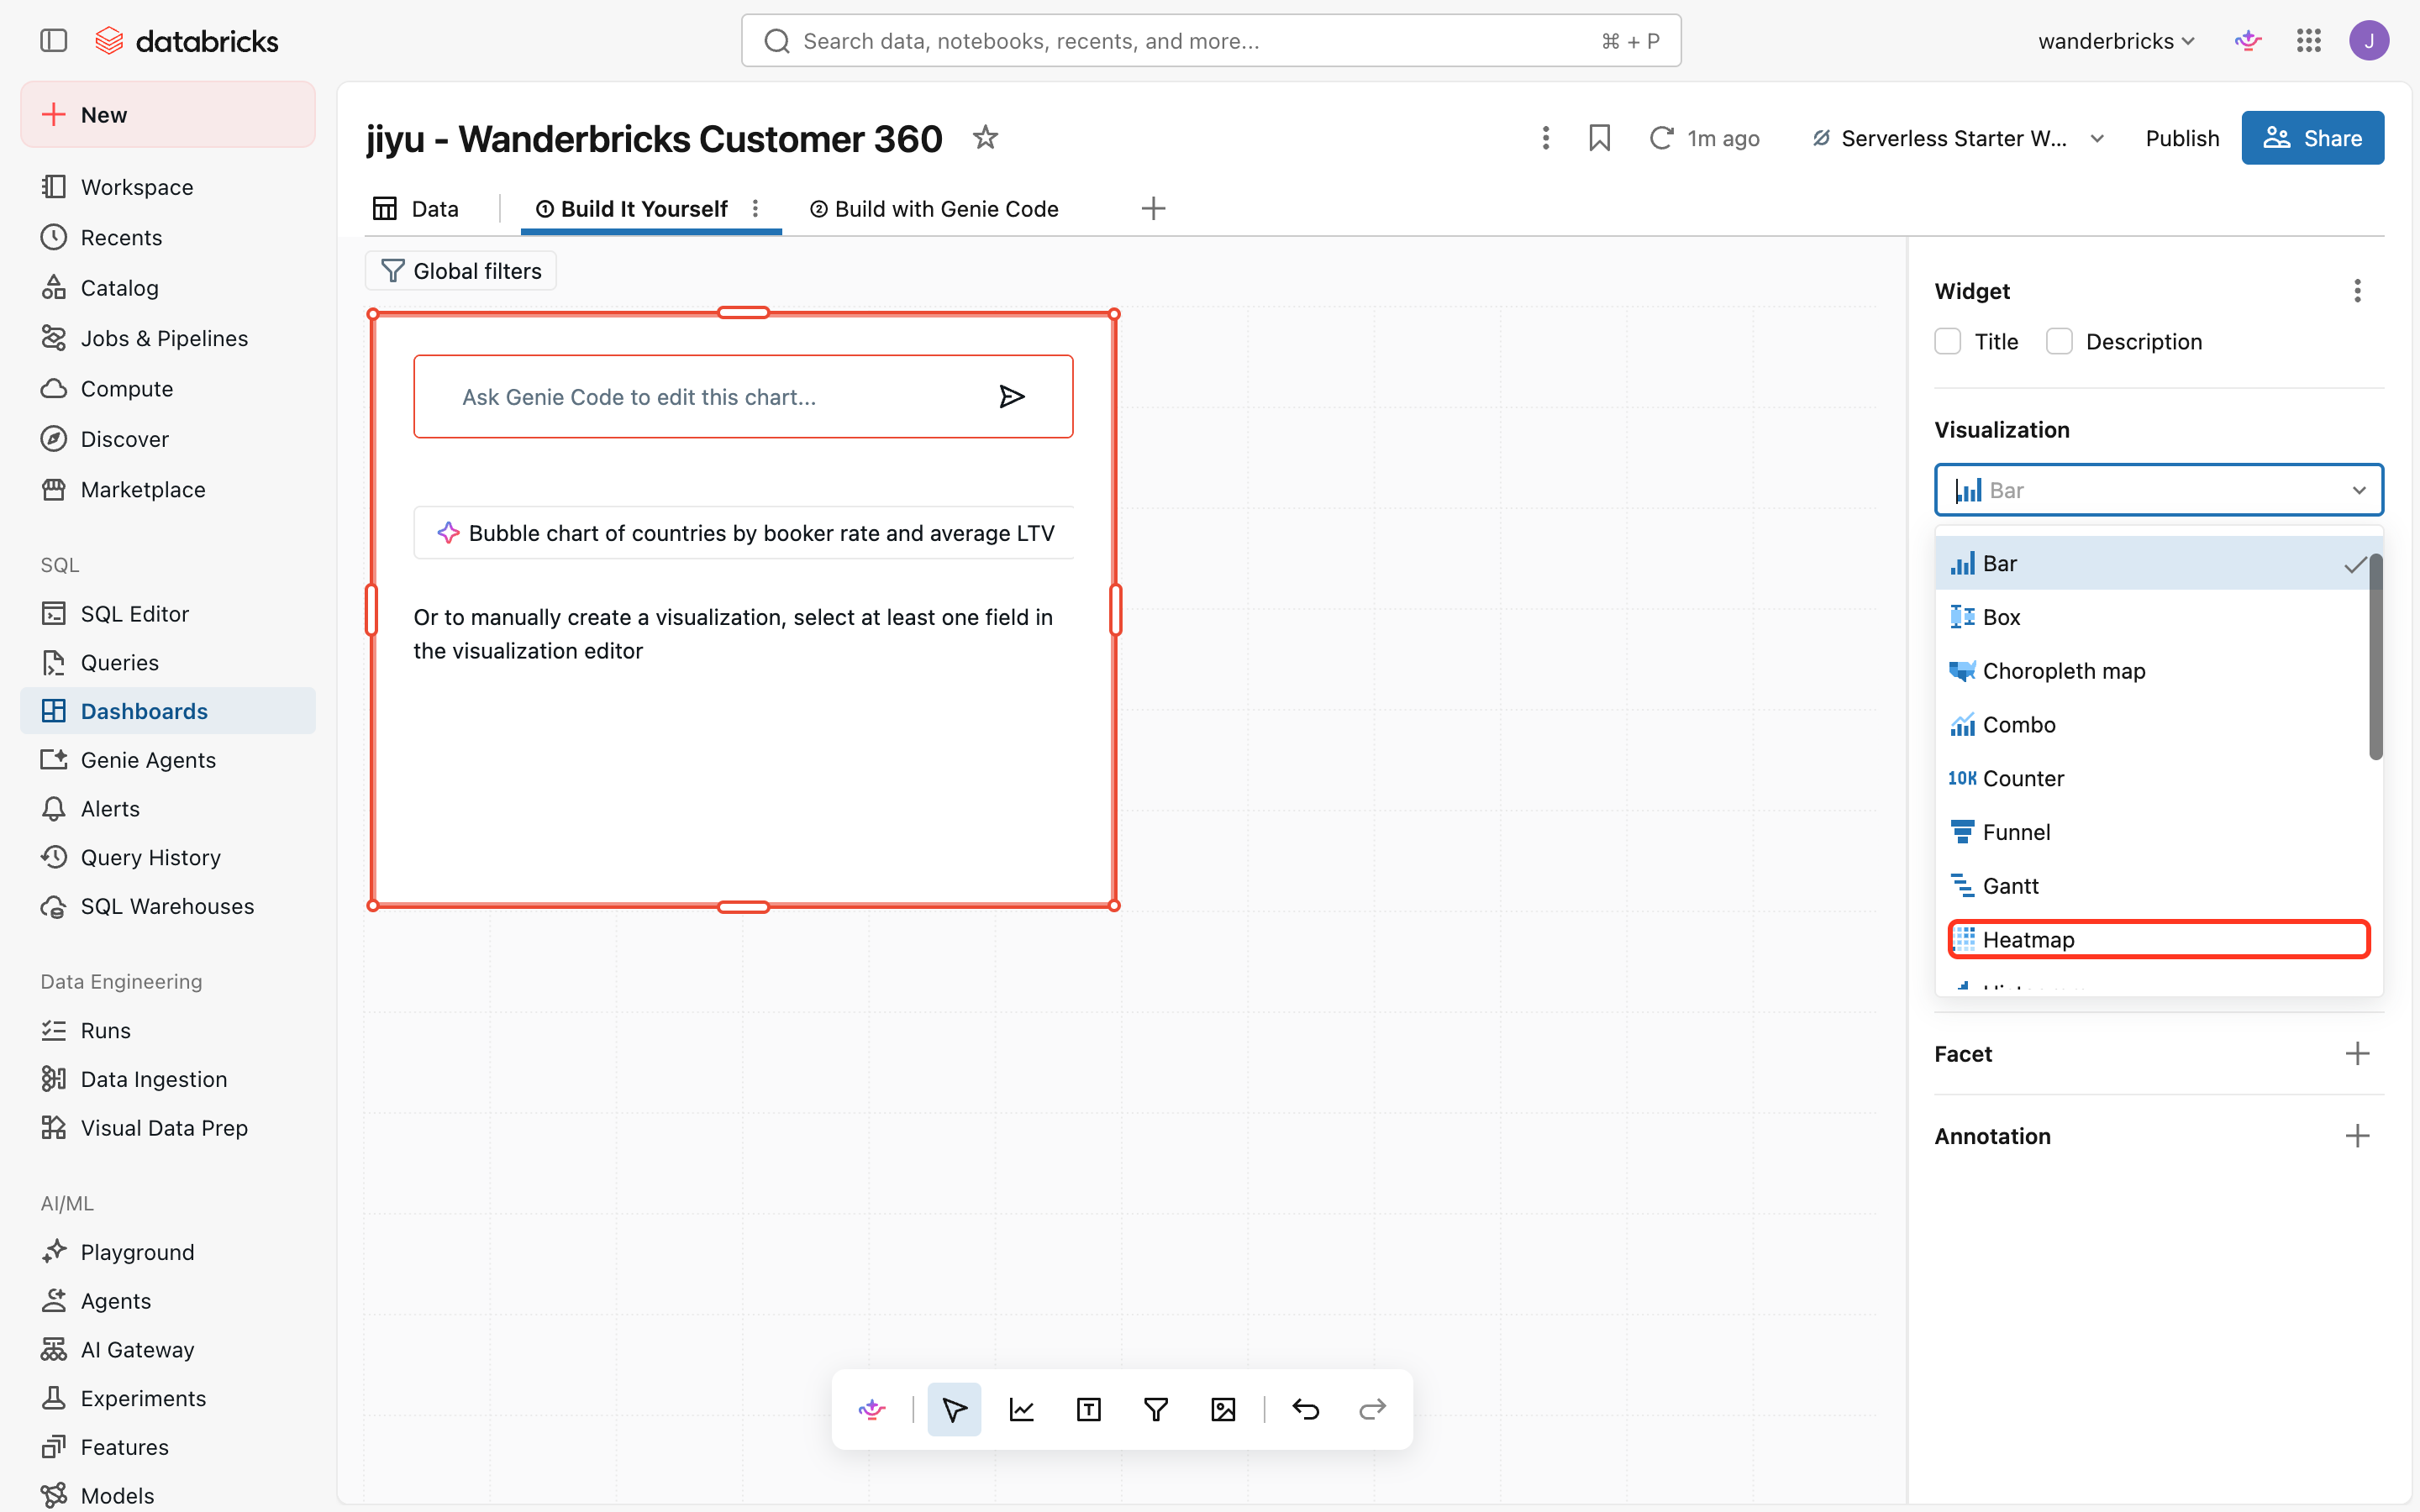 databricks
Search data, notebooks, recents, and more...
⌘ + P
wanderbricks
J
New
Workspace
Recents
Catalog
Jobs & Pipelines
Compute
Discover
Marketplace
SQL
SQL Editor
Queries
Dashboards
Genie Agents
Alerts
Query History
SQL Warehouses
Data Engineering
Runs
Data Ingestion
Visual Data Prep
AI/ML
Playground
Agents
AI Gateway
Experiments
Features
Models
jiyu - Wanderbricks Customer 360
1m ago
Serverless Starter W...
Publish
Share
Data
① Build It Yourself
② Build with Genie Code
Global filters
Ask Genie Code to edit this chart...
Bubble chart of countries by booker rate and average LTV
Or to manually create a visualization, select at least one field in
the visualization editor
Widget
Title
Description
Visualization
Bar
Bar
Box
Choropleth map
Combo
10K Counter
Funnel
Gantt
Heatmap
Facet
Annotation